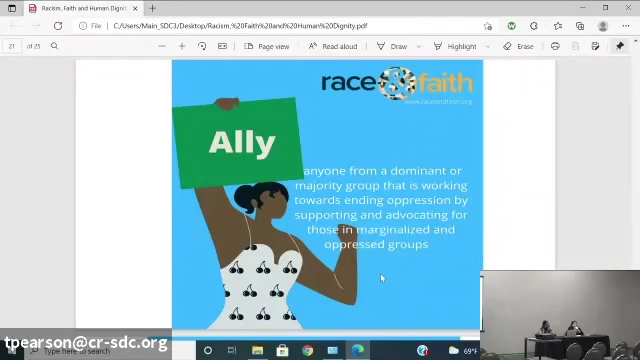 Racism, Faith and Human Dignity
C:/Users/Main_SDC3/Desktop/Racism,%20Faith%20and%20Human%20Dignity.pdf
21 of 25
Page view
Read aloud
Draw
Highlight
Erase
race & faith
www.raceandfaith.org
Ally
anyone from a dominant or
majority group that is working
towards ending oppression by
supporting and advocating for
those in marginalized and
oppressed groups
tpearson@cr-sdc.org
Type here to search
69°F